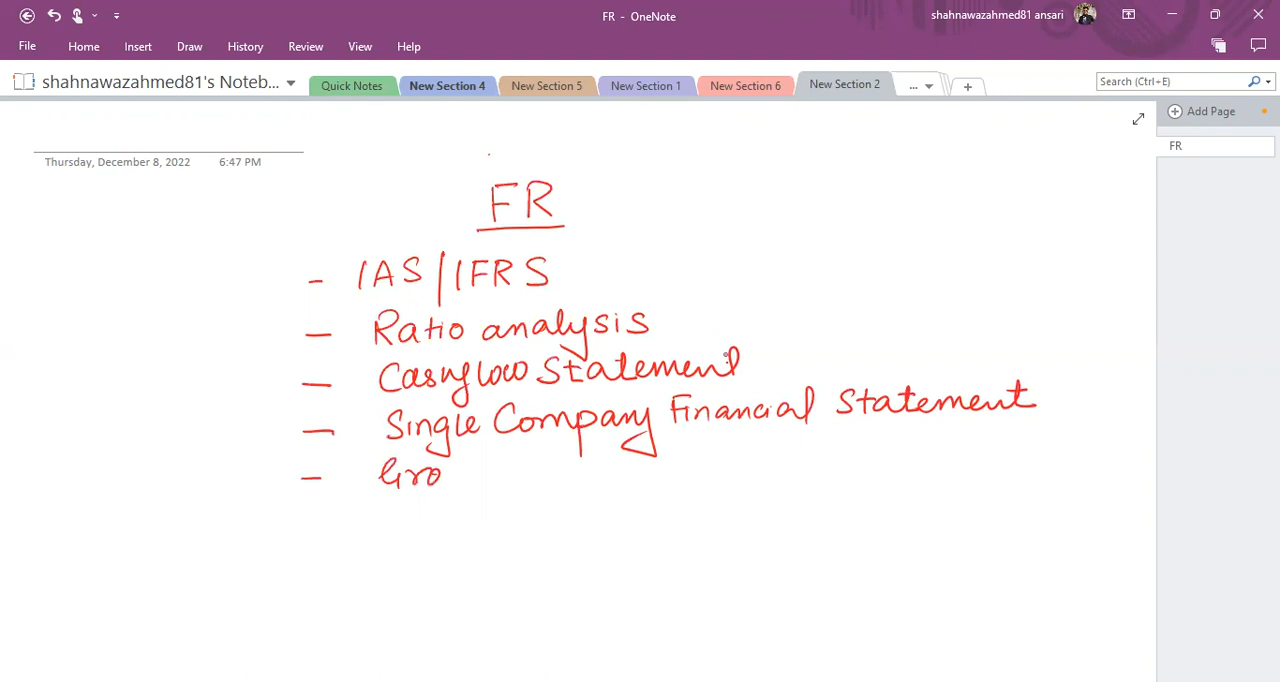 FR - OneNote
shahnawazahmed81 ansari
File Home Insert Draw History Review View Help
shahnawazahmed81's Noteb...
Quick Notes New Section 4 New Section 5 New Section 1 New Section 6 New Section 2 ... +
Search (Ctrl+E)
Add Page
FR
Thursday, December 8, 2022 6:47 PM
FR
- IAS/IFRS
- Ratio analysis
- Cashflow Statement
- Single Company Financial Statement
- Gro